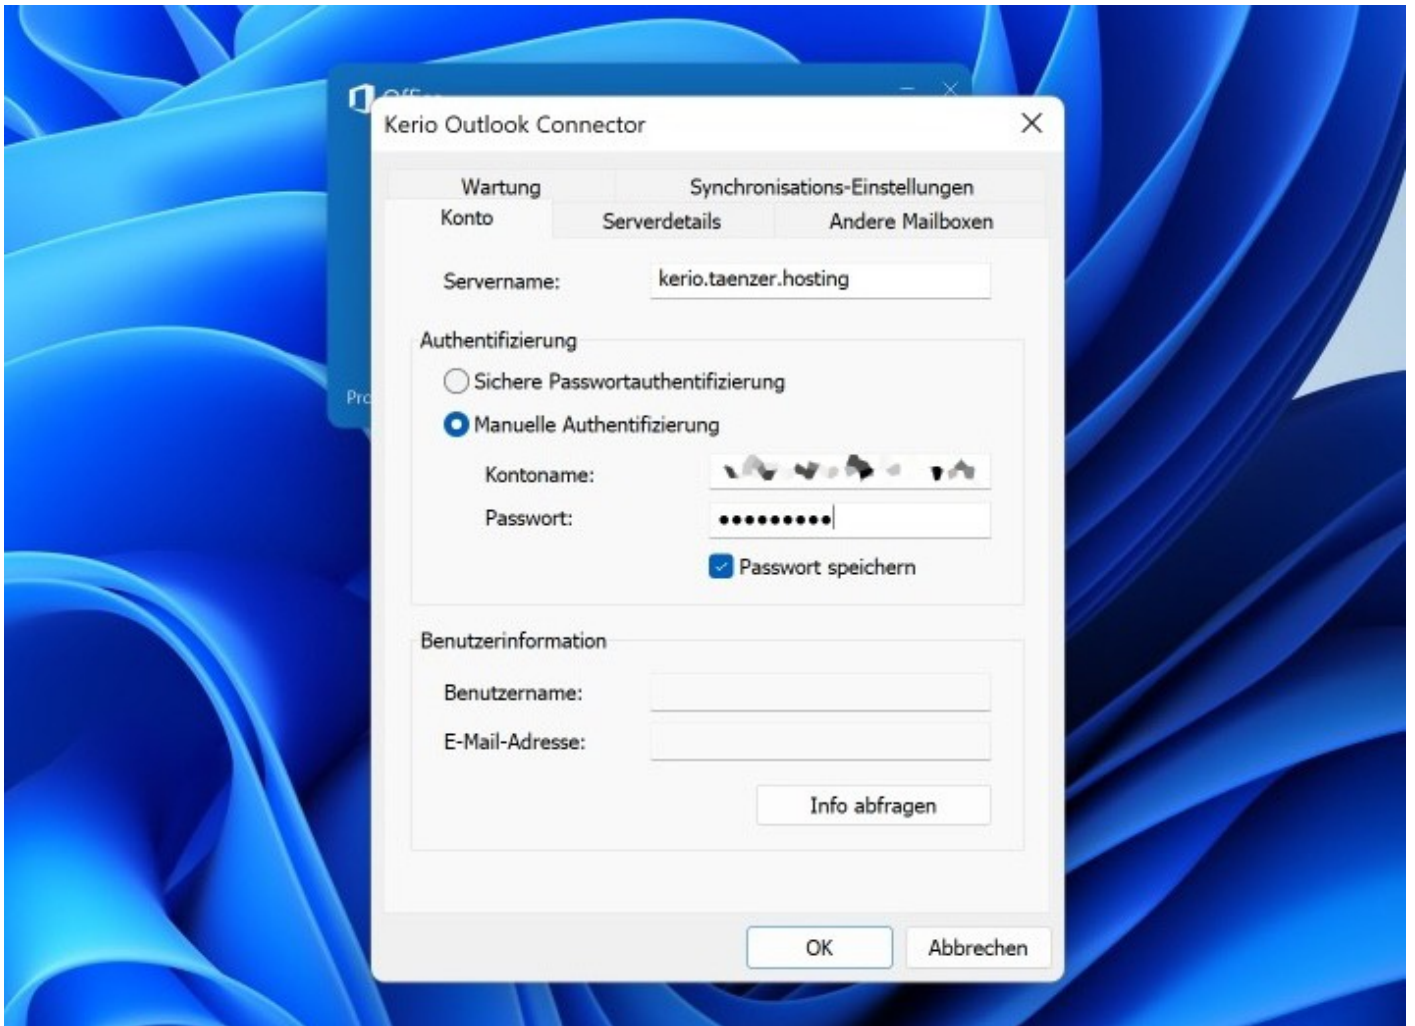 Kerio Outlook Connector
Wartung Synchronisations-Einstellungen
Konto Serverdetails Andere Mailboxen
Servername: kerio.taenzer.hosting
Authentifizierung
Sichere Passwortauthentifizierung
Manuelle Authentifizierung
Kontoname:
Passwort: •••••••••
Passwort speichern
Benutzerinformation
Benutzername:
E-Mail-Adresse:
Info abfragen
OK Abbrechen